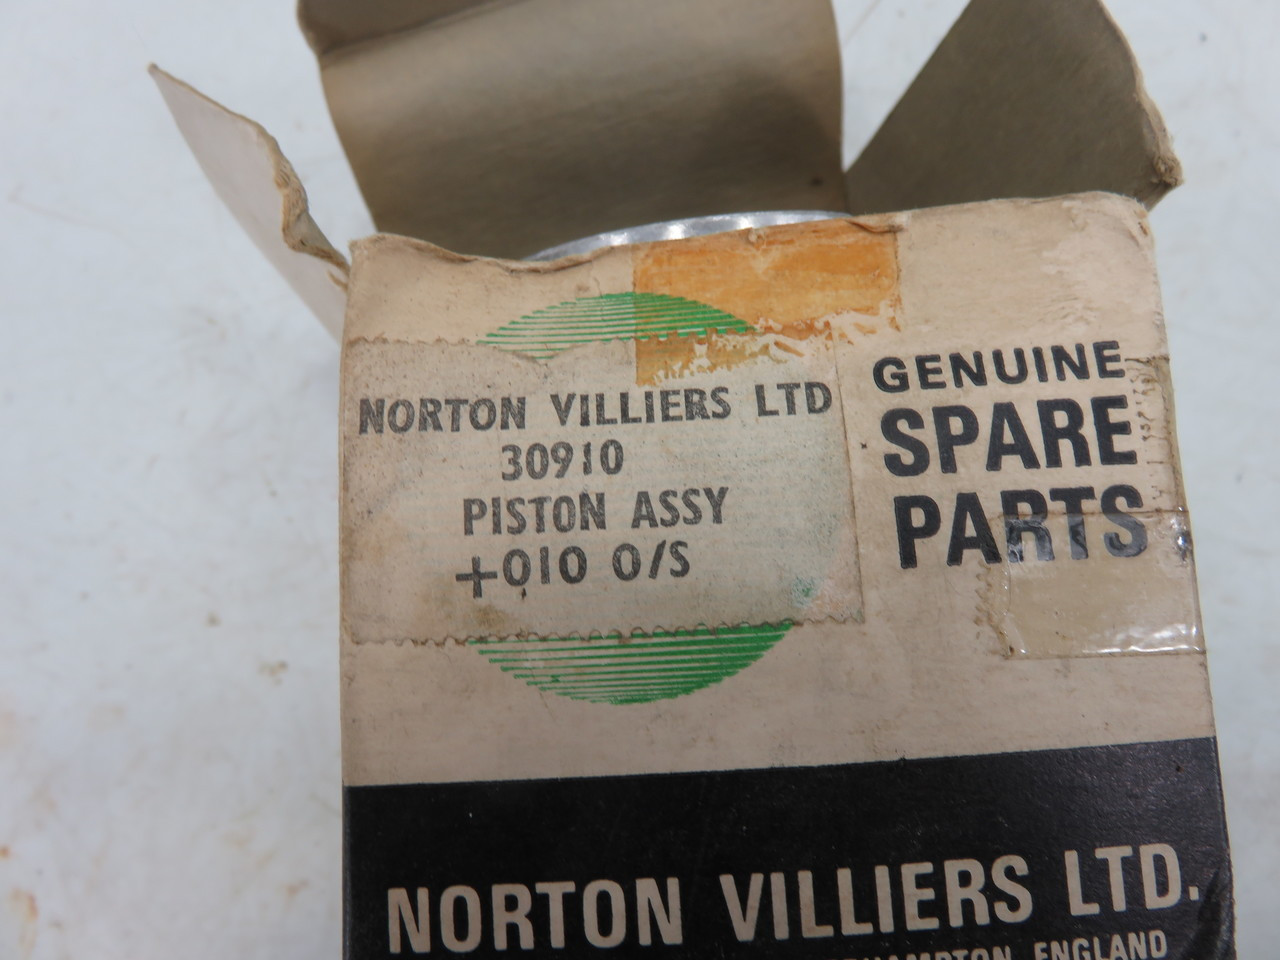 NORTON VILLIERS LTD
30910
PISTON ASSY
+010 O/S
GENUINE
SPARE
PARTS
NORTON VILLIERS LTD.
ENGLAND